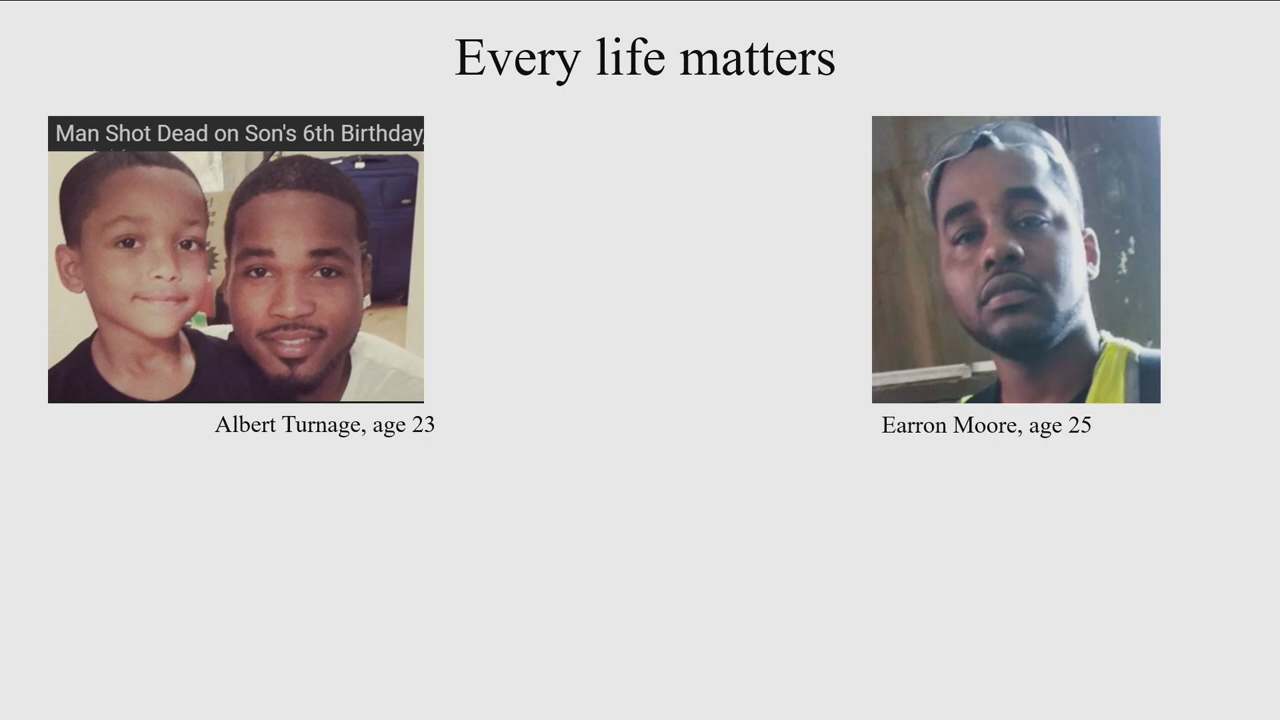 Every life matters
Man Shot Dead on Son's 6th Birthday,
Albert Turnage, age 23
Earron Moore, age 25